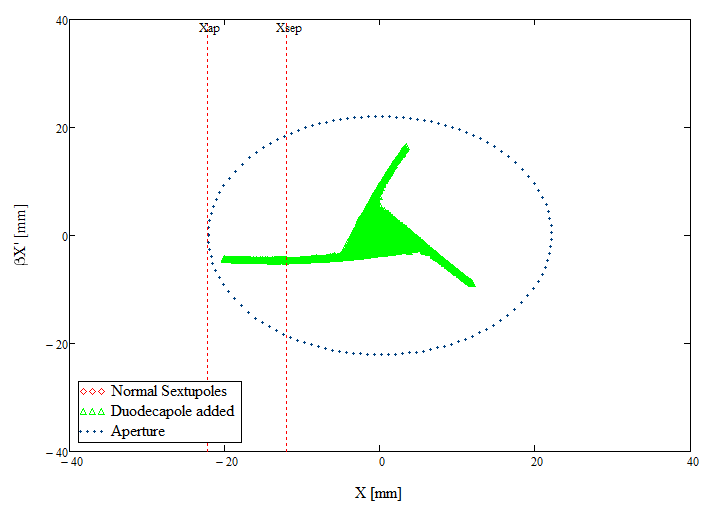 40
Xap Xsep
20
βX' [mm]
0
– 20
Normal Sextupoles
Duodecapole added
Aperture
– 40
– 40 – 20 0 20 40
X [mm]